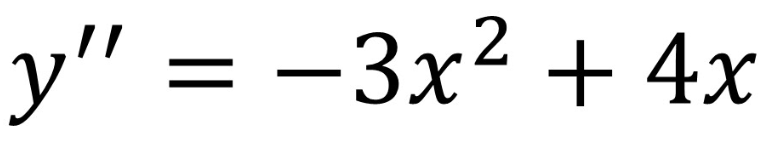 y'' = −3x² + 4x